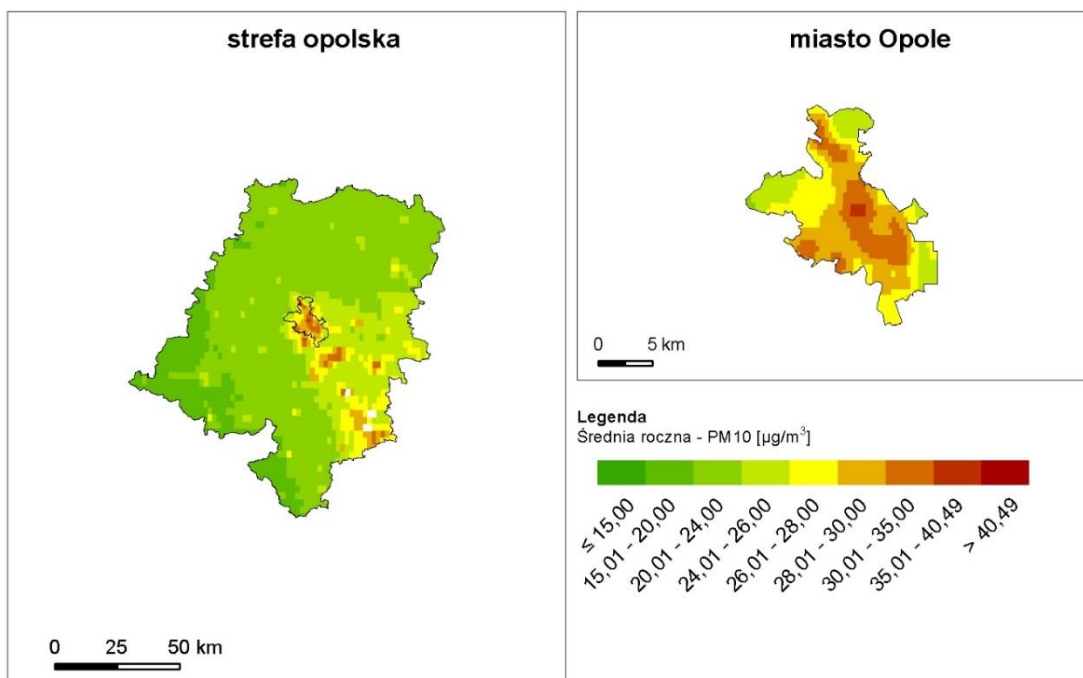 strefa opolska
0 25 50 km
miasto Opole
0 5 km
Legenda
Średnia roczna - PM10 [µg/m³]
≤ 15,00
15,01 - 20,00
20,01 - 24,00
24,01 - 26,00
26,01 - 28,00
28,01 - 30,00
30,01 - 35,00
35,01 - 40,49
> 40,49